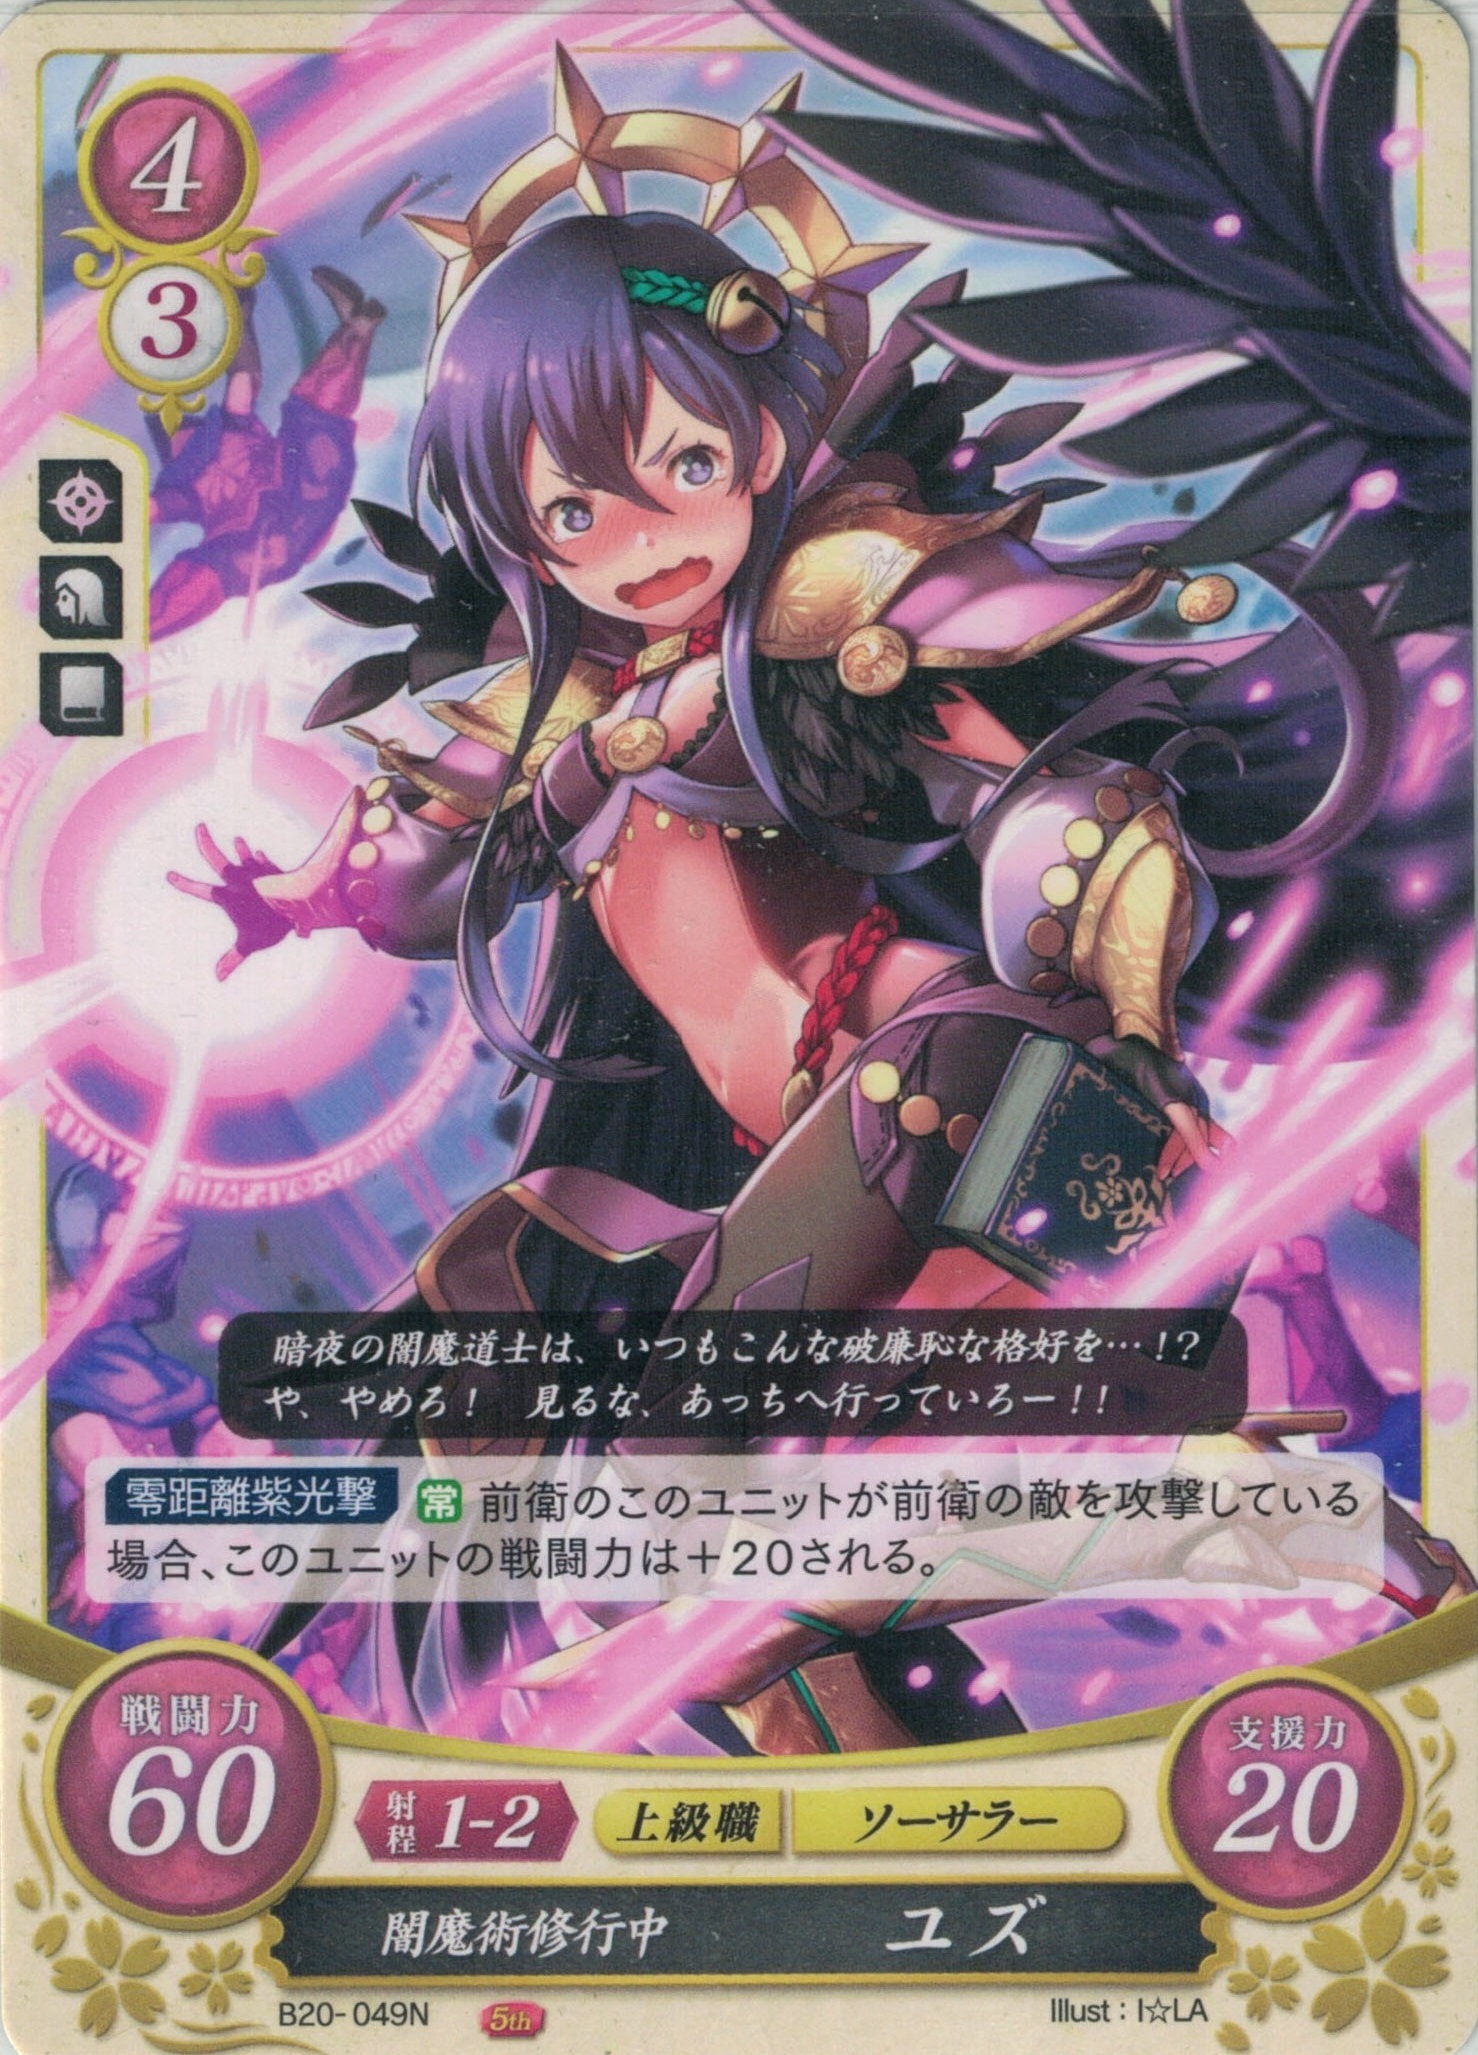 4
3
暗夜の闇魔道士は、いつもこんな破廉恥な格好を…！？
や、やめろ！　見るな、あっちへ行っていろー！！
零距離紫光撃 常 前衛のこのユニットが前衛の敵を攻撃している
場合、このユニットの戦闘力は＋20される。
戦闘力
60
射程 1-2
上級職
ソーサラー
支援力
20
闇魔術修行中 ユズ
B20-049N 5th Illust：I☆LA